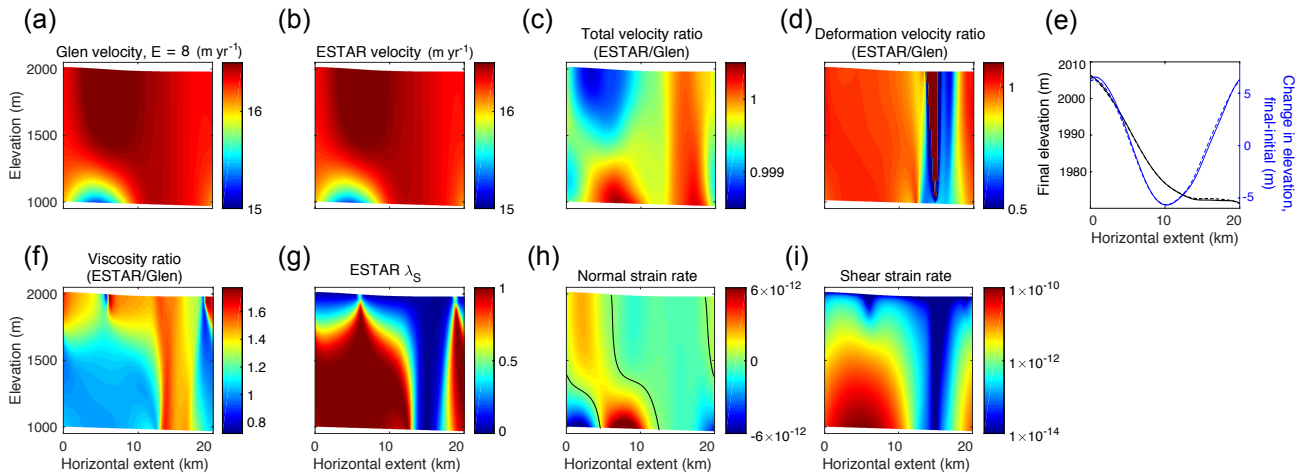 (a)
Glen velocity, E = 8 (m yr⁻¹)
2000
1500
1000
Elevation (m)
16
15
(b)
ESTAR velocity (m yr⁻¹)
16
15
(c)
Total velocity ratio
(ESTAR/Glen)
1
0.999
(d)
Deformation velocity ratio
(ESTAR/Glen)
1
0.5
(e)
2010
2000
1990
1980
Final elevation (m)
5
0
-5
Change in elevation,
final-initial (m)
0 10 20
Horizontal extent (km)
(f)
Viscosity ratio
(ESTAR/Glen)
2000
1500
1000
Elevation (m)
1.6
1.4
1.2
1
0.8
0 10 20
Horizontal extent (km)
(g)
ESTAR λS
1
0.5
0
0 10 20
Horizontal extent (km)
(h)
Normal strain rate
6×10⁻¹²
0
-6×10⁻¹²
0 10 20
Horizontal extent (km)
(i)
Shear strain rate
1×10⁻¹⁰
1×10⁻¹²
1×10⁻¹⁴
0 10 20
Horizontal extent (km)